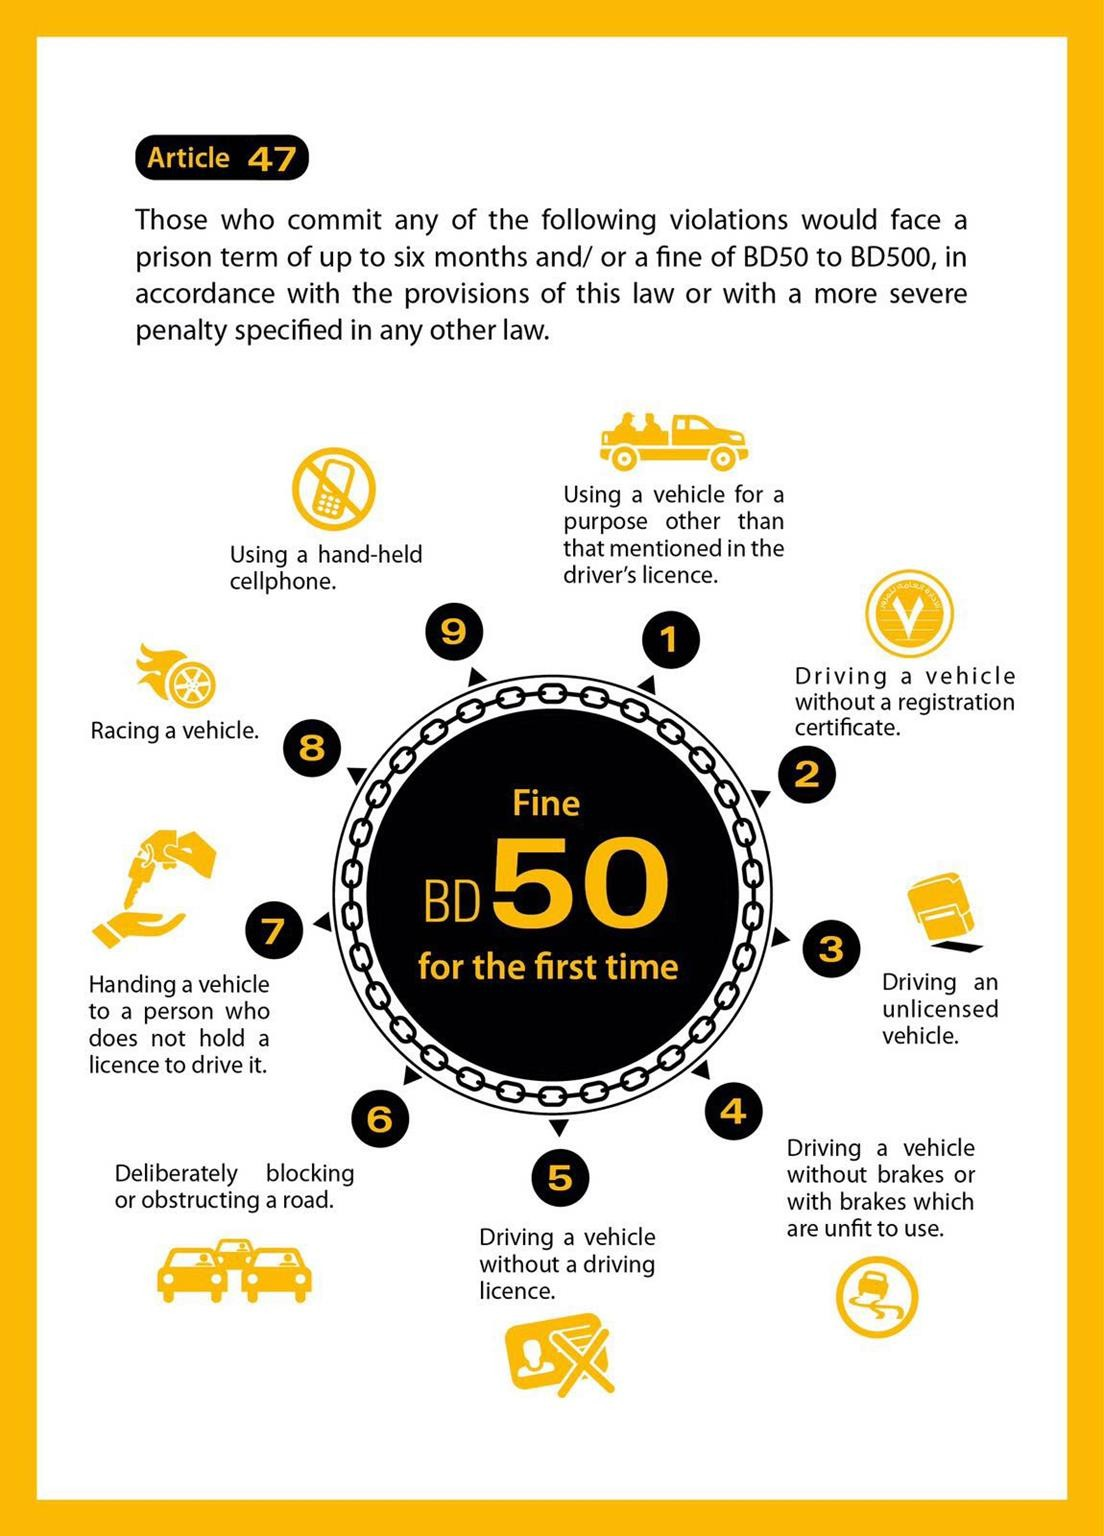 Article 47
Those who commit any of the following violations would face a
prison term of up to six months and/ or a fine of BD50 to BD500, in
accordance with the provisions of this law or with a more severe
penalty specified in any other law.
Using a vehicle for a
purpose other than
that mentioned in the
driver's licence.
1
Driving a vehicle
without a registration
certificate.
2
3
Driving an
unlicensed
vehicle.
4
Driving a vehicle
without brakes or
with brakes which
are unfit to use.
5
Driving a vehicle
without a driving
licence.
6
Deliberately blocking
or obstructing a road.
7
Handing a vehicle
to a person who
does not hold a
licence to drive it.
8
Racing a vehicle.
9
Using a hand-held
cellphone.
Fine
BD 50
for the first time